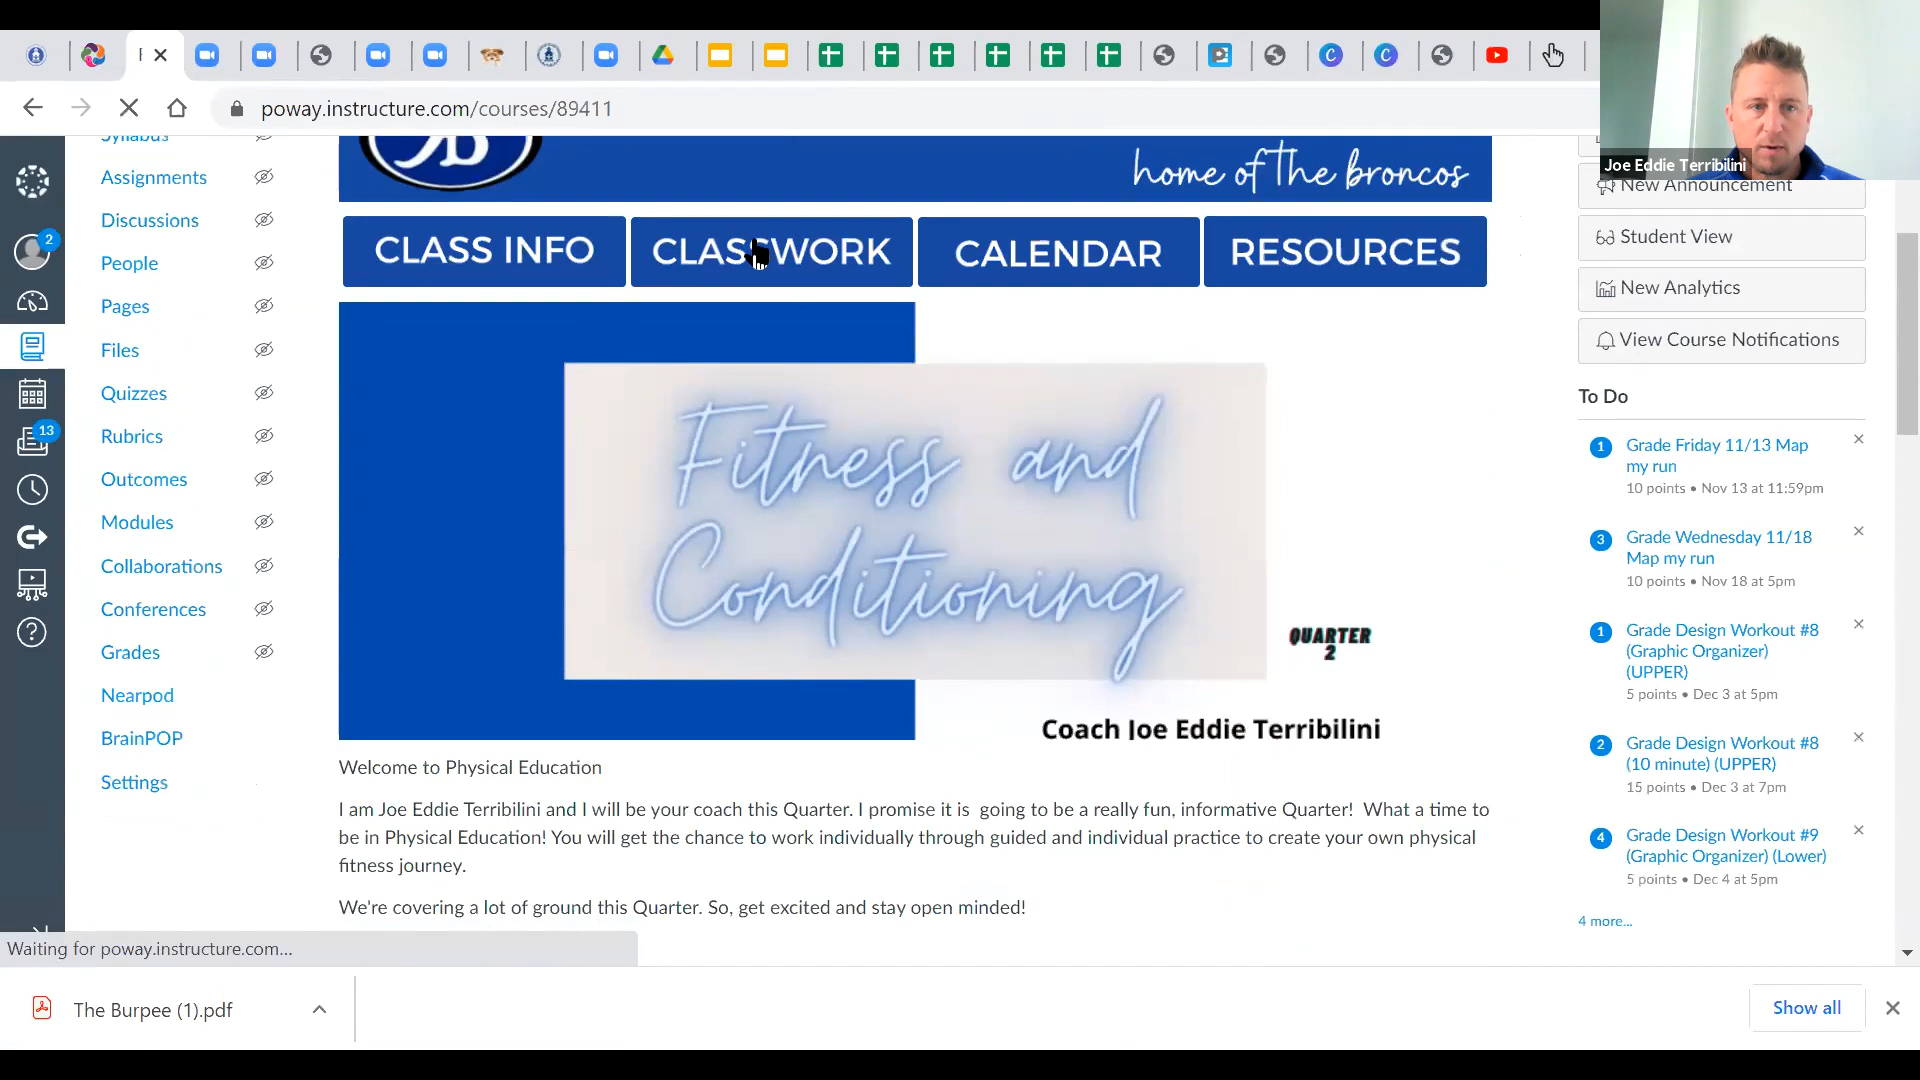 poway.instructure.com/courses/89411
Joe Eddie Terribilini
Syllabus
Assignments
Discussions
People
Pages
Files
Quizzes
Rubrics
Outcomes
Modules
Collaborations
Conferences
Grades
Nearpod
BrainPOP
Settings
2
13
home of the broncos
CLASS INFO
CLASSWORK
CALENDAR
RESOURCES
Fitness and
Conditioning
QUARTER
2
Coach Joe Eddie Terribilini
Welcome to Physical Education
I am Joe Eddie Terribilini and I will be your coach this Quarter. I promise it is going to be a really fun, informative Quarter! What a time to
be in Physical Education! You will get the chance to work individually through guided and individual practice to create your own physical
fitness journey.
We're covering a lot of ground this Quarter. So, get excited and stay open minded!
New Announcement
Student View
New Analytics
View Course Notifications
To Do
1 Grade Friday 11/13 Map
my run
10 points • Nov 13 at 11:59pm
3 Grade Wednesday 11/18
Map my run
10 points • Nov 18 at 5pm
1 Grade Design Workout #8
(Graphic Organizer)
(UPPER)
5 points • Dec 3 at 5pm
2 Grade Design Workout #8
(10 minute) (UPPER)
15 points • Dec 3 at 7pm
4 Grade Design Workout #9
(Graphic Organizer) (Lower)
5 points • Dec 4 at 5pm
4 more...
Waiting for poway.instructure.com...
The Burpee (1).pdf
Show all